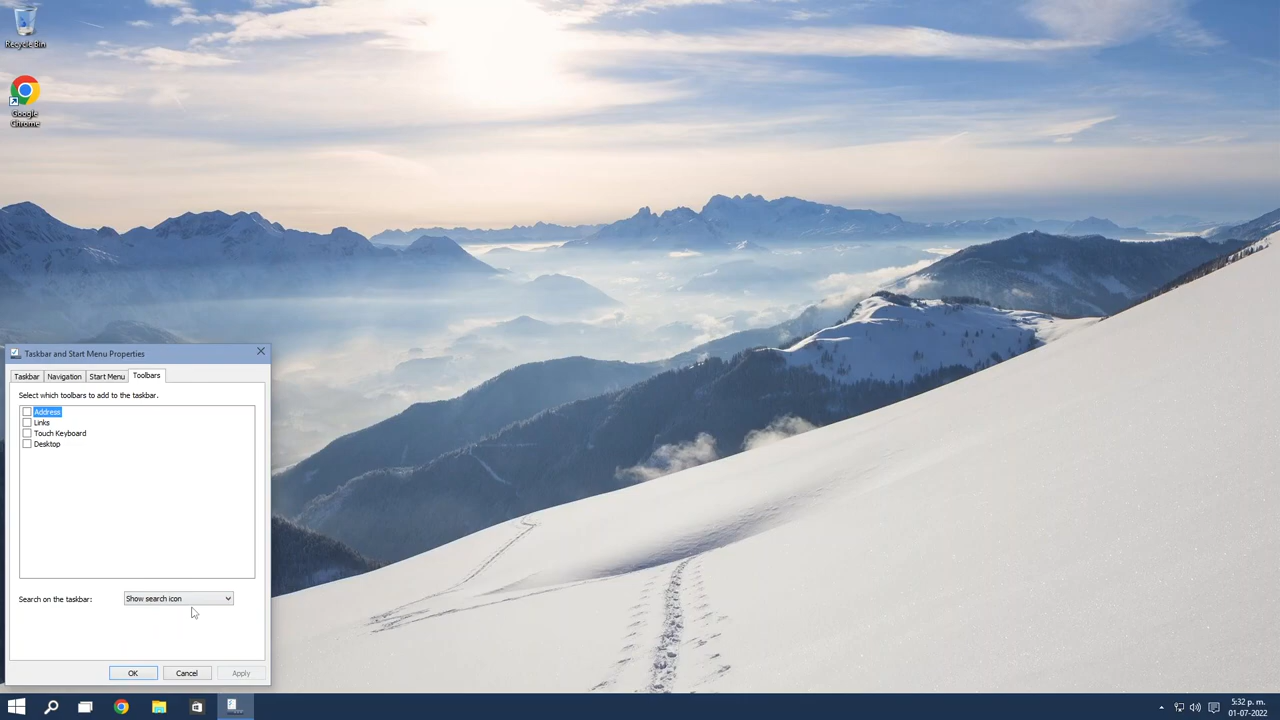 Recycle Bin
Google
Chrome
Taskbar and Start Menu Properties
Taskbar
Navigation
Start Menu
Toolbars
Select which toolbars to add to the taskbar.
Address
Links
Touch Keyboard
Desktop
Search on the taskbar:
Show search icon
OK
Cancel
Apply
5:32 p. m.
01-07-2022